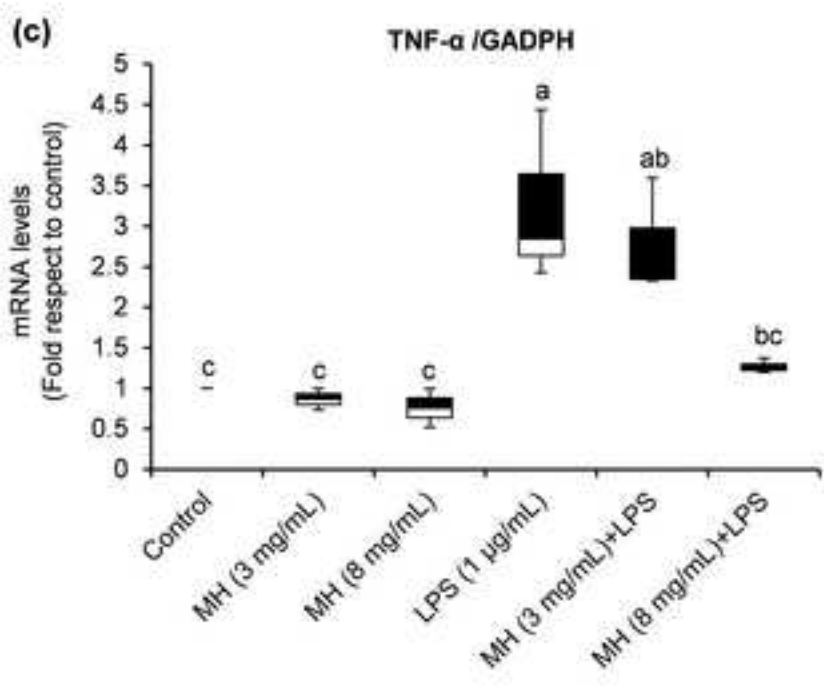 (c)
TNF-α /GADPH
mRNA levels
(Fold respect to control)
5
4.5
4
3.5
3
2.5
2
1.5
1
0.5
0
c
c
c
a
ab
bc
Control
MH (3 mg/mL)
MH (8 mg/mL)
LPS (1 µg/mL)
MH (3 mg/mL)+LPS
MH (8 mg/mL)+LPS